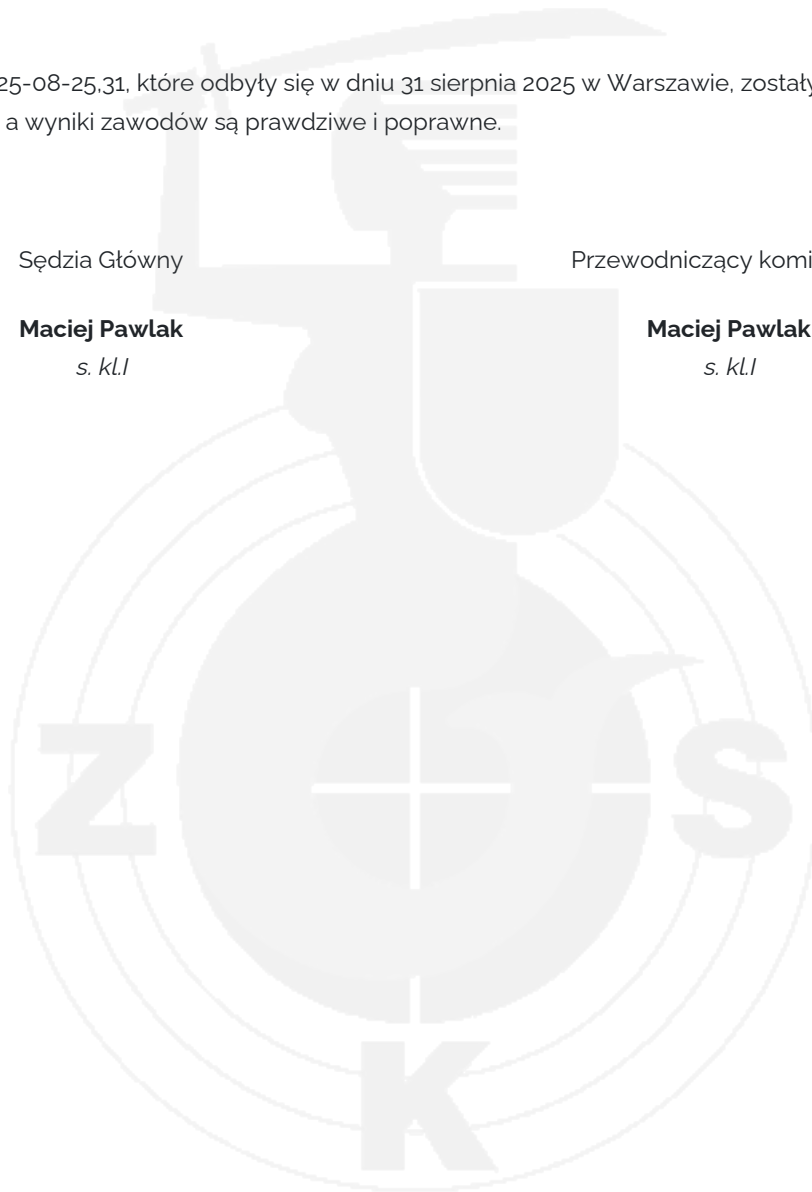 25-08-25,31, które odbyły się w dniu 31 sierpnia 2025 w Warszawie, zostały
a wyniki zawodów są prawdziwe i poprawne.
Sędzia Główny Przewodniczący komi
Maciej Pawlak Maciej Pawlak
s. kl.I s. kl.I
Z S
K